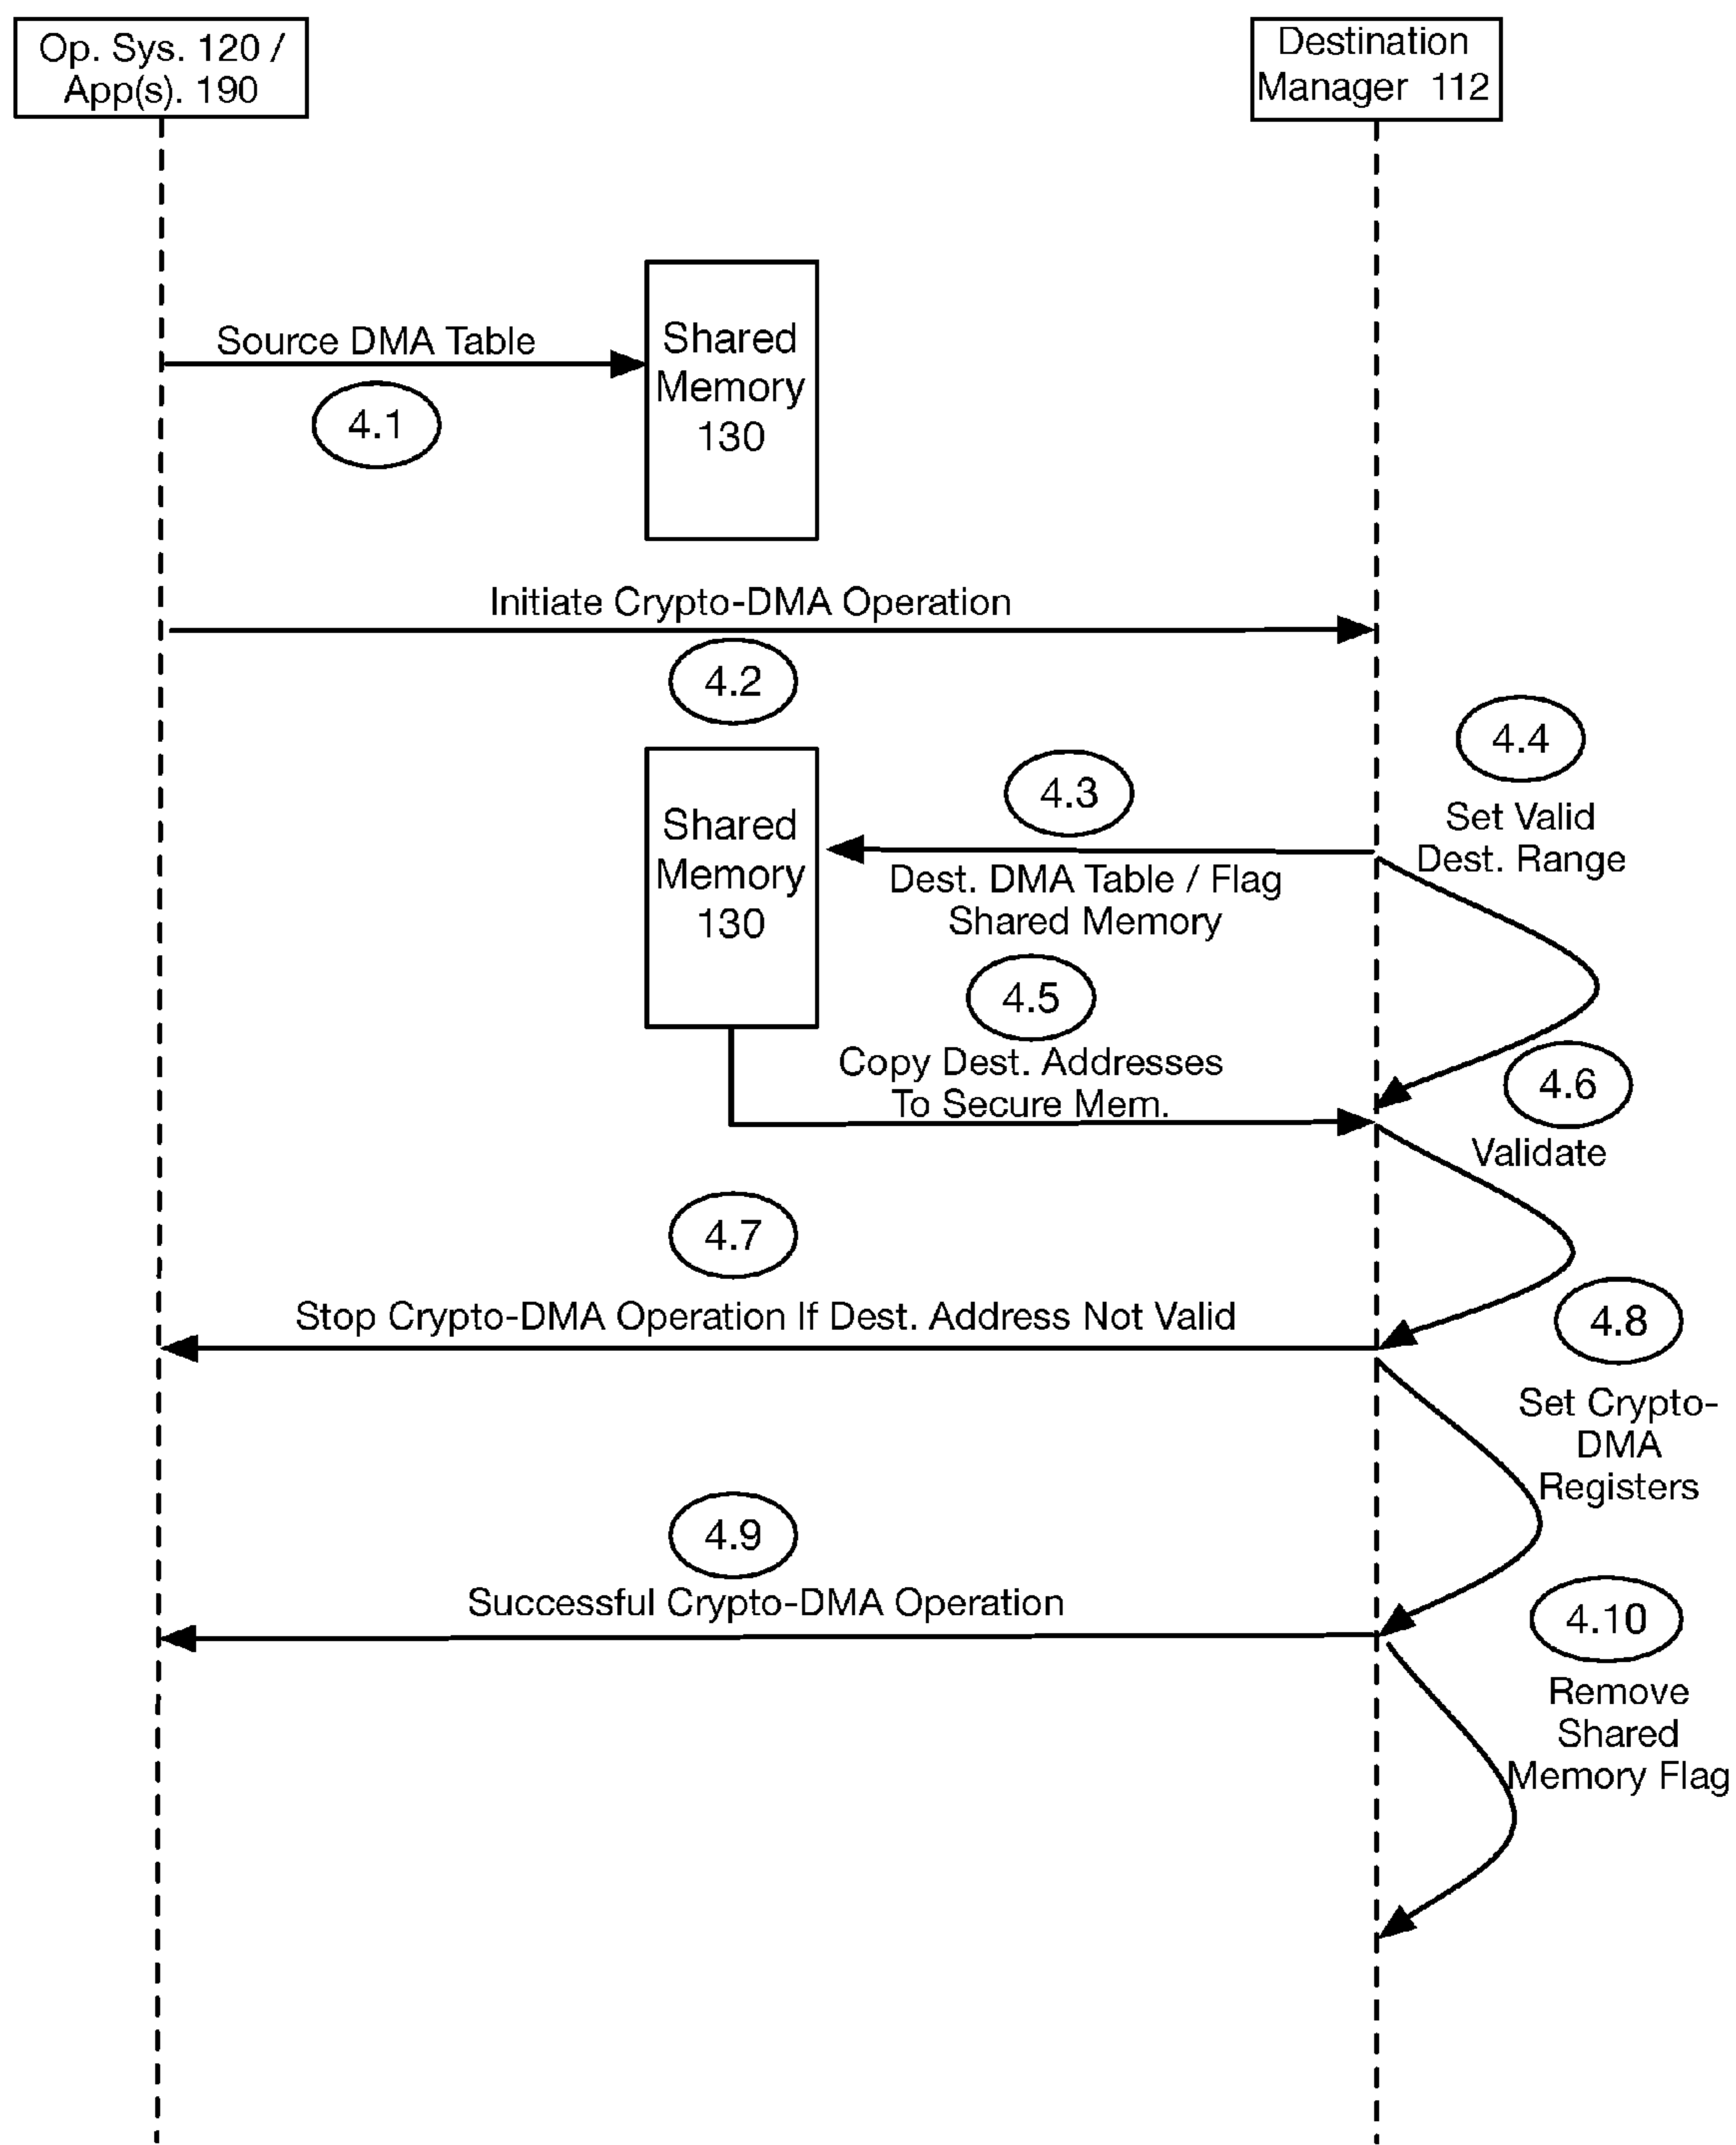 Op. Sys. 120 /
App(s). 190
Destination
Manager 112
Source DMA Table
4.1
Shared
Memory
130
Initiate Crypto-DMA Operation
4.2
4.4
Set Valid
Dest. Range
4.3
Dest. DMA Table / Flag
Shared Memory
Shared
Memory
130
4.5
Copy Dest. Addresses
To Secure Mem.
4.6
Validate
4.7
Stop Crypto-DMA Operation If Dest. Address Not Valid
4.8
Set Crypto-
DMA
Registers
4.9
Successful Crypto-DMA Operation
4.10
Remove
Shared
Memory Flag